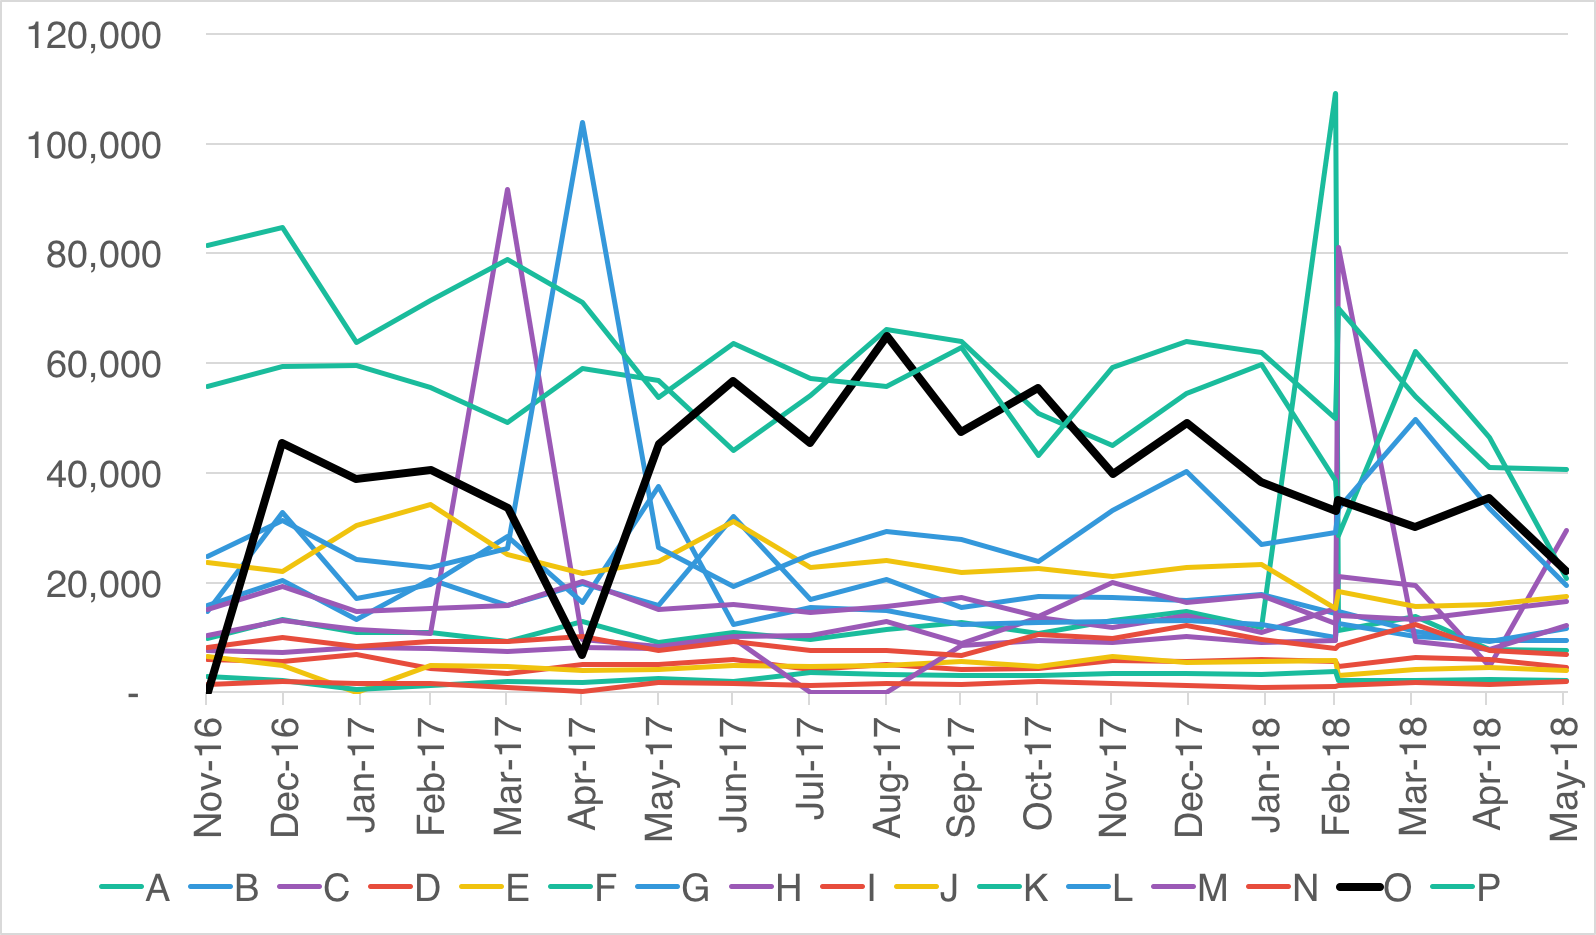 120,000
100,000
80,000
60,000
40,000
20,000
-
Nov-16
Dec-16
Jan-17
Feb-17
Mar-17
Apr-17
May-17
Jun-17
Jul-17
Aug-17
Sep-17
Oct-17
Nov-17
Dec-17
Jan-18
Feb-18
Mar-18
Apr-18
May-18
A B C D E F G H I J K L M N O P